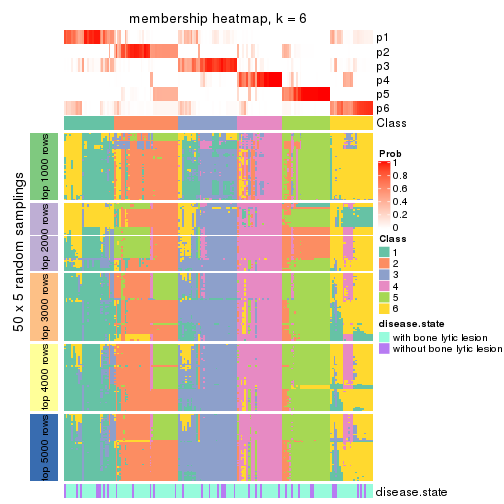 membership heatmap, k = 6
p1
p2
p3
p4
p5
p6
Class
50 x 5 random samplings
top 1000 rows
top 2000 rows
top 3000 rows
top 4000 rows
top 5000 rows
Prob
1
0.8
0.6
0.4
0.2
0
Class
1
2
3
4
5
6
disease.state
with bone lytic lesion
without bone lytic lesion
disease.state